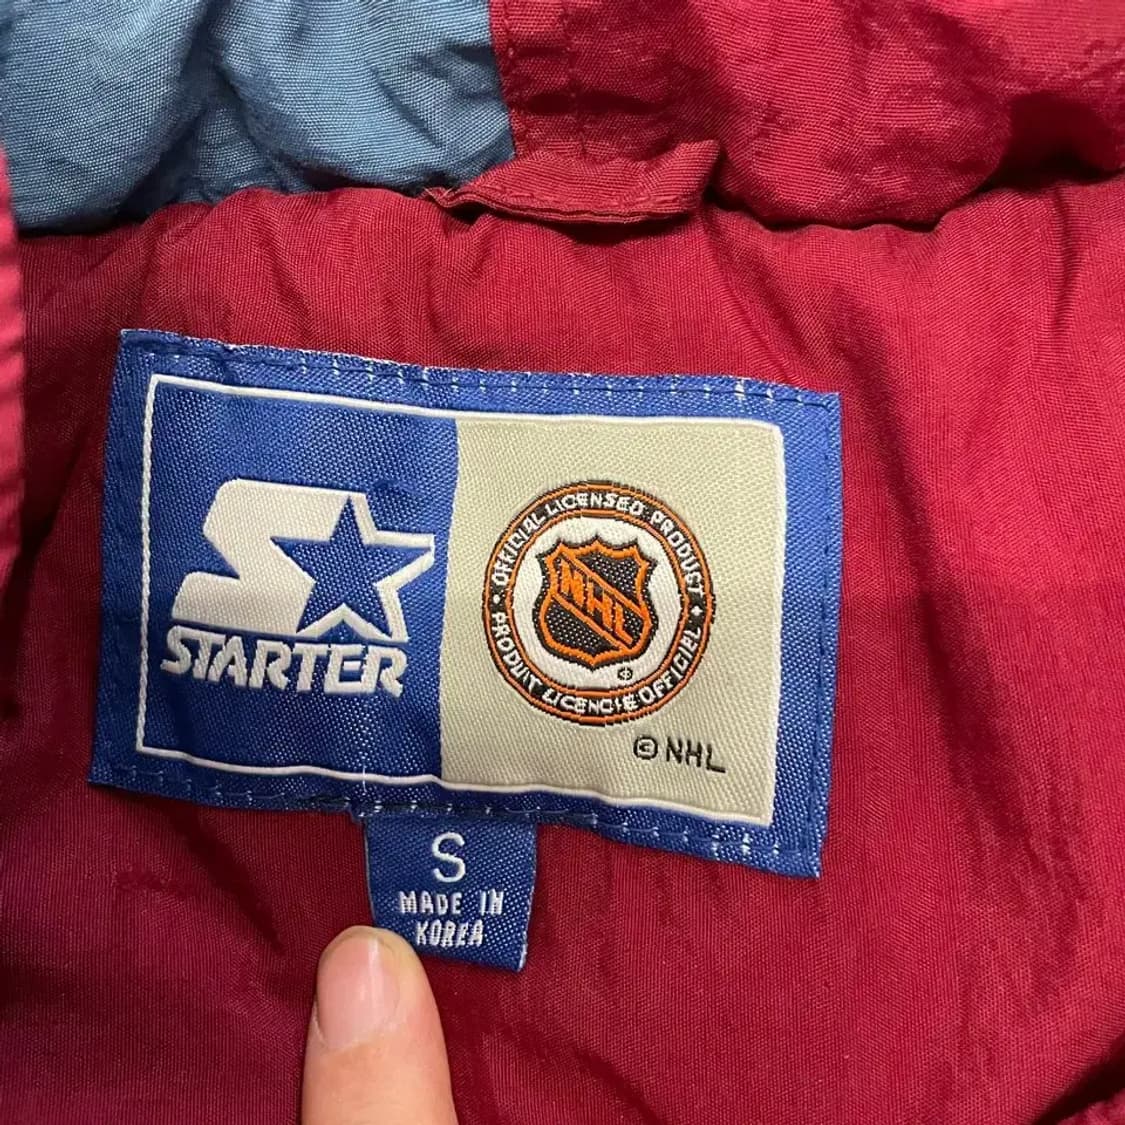 STARTER
OFFICIAL LICENSED PRODUCT
NHL
PRODUIT LICENCIE OFFICIEL
© NHL
S
MADE IN
KOREA